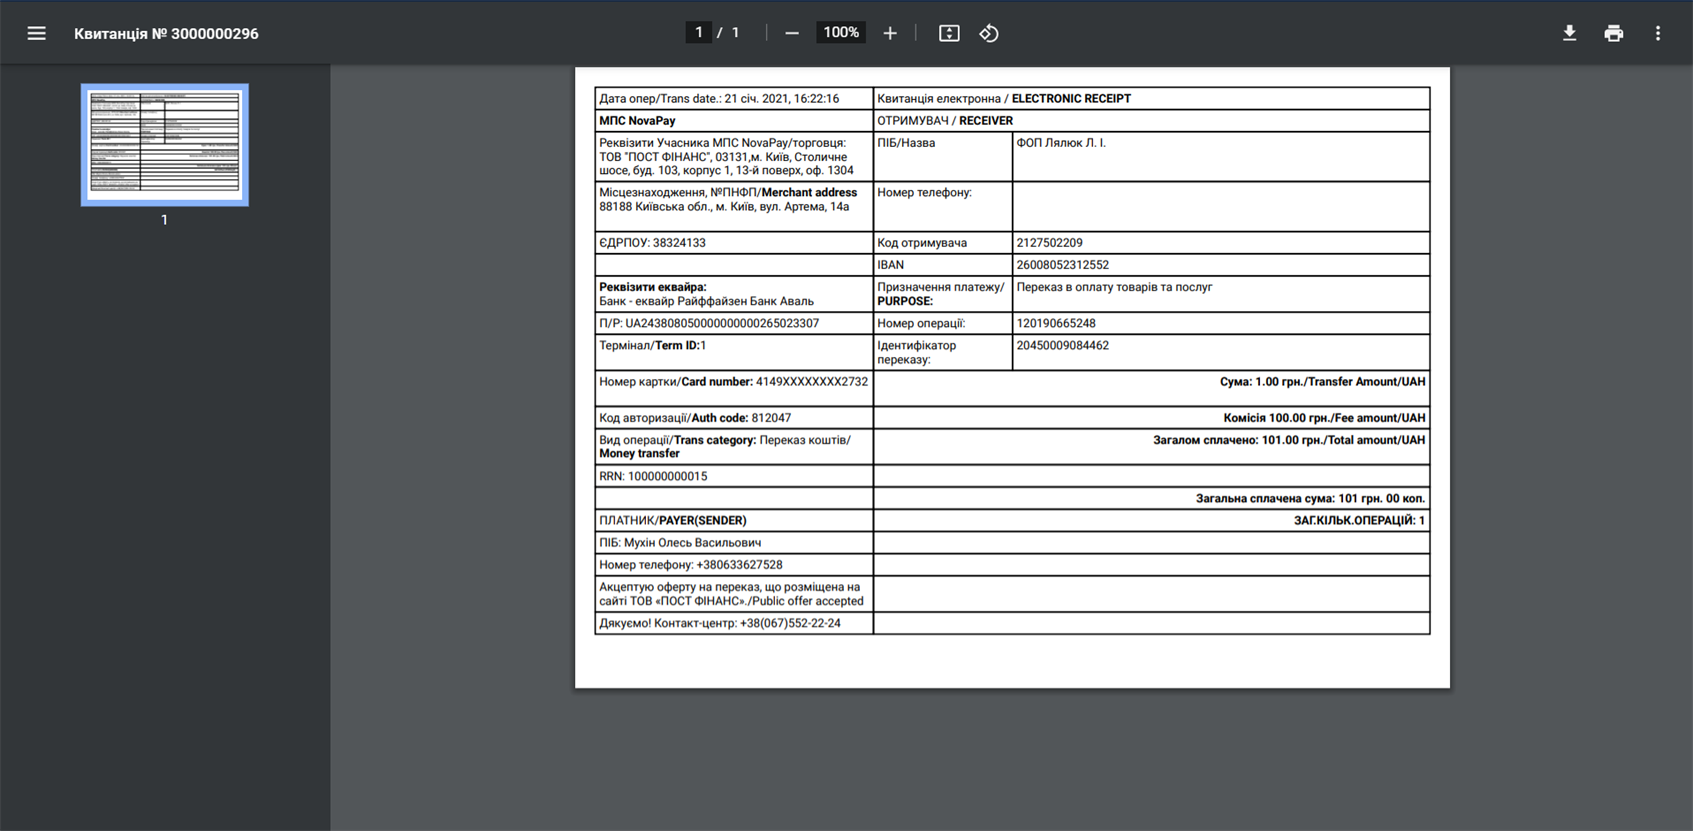 Квитанція № 3000000296
1 / 1
100%
1
Дата опер/Trans date.: 21 січ. 2021, 16:22:16
Квитанція електронна / ELECTRONIC RECEIPT
МПС NovaPay
ОТРИМУВАЧ / RECEIVER
Реквізити Учасника МПС NovaPay/торговця:
ТОВ "ПОСТ ФІНАНС", 03131,м. Київ, Столичне
шосе, буд. 103, корпус 1, 13-й поверх, оф. 1304
ПІБ/Назва
ФОП Лялюк Л. І.
Місцезнаходження, №ПНФП/Merchant address
88188 Київська обл., м. Київ, вул. Артема, 14а
Номер телефону:
ЄДРПОУ: 38324133
Код отримувача
2127502209
IBAN
26008052312552
Реквізити еквайра:
Банк - еквайр Райффайзен Банк Аваль
Призначення платежу/
PURPOSE:
Переказ в оплату товарів та послуг
П/Р: UA243808050000000000265023307
Номер операції:
120190665248
Термінал/Term ID:1
Ідентифікатор
переказу:
20450009084462
Номер картки/Card number: 4149XXXXXXXX2732
Сума: 1.00 грн./Transfer Amount/UAH
Код авторизації/Auth code: 812047
Комісія 100.00 грн./Fee amount/UAH
Вид операції/Trans category: Переказ коштів/
Money transfer
Загалом сплачено: 101.00 грн./Total amount/UAH
RRN: 100000000015
Загальна сплачена сума: 101 грн. 00 коп.
ПЛАТНИК/PAYER(SENDER)
ЗАГ.КІЛЬК.ОПЕРАЦІЙ: 1
ПІБ: Мухін Олесь Васильович
Номер телефону: +380633627528
Акцептую оферту на переказ, що розміщена на
сайті ТОВ «ПОСТ ФІНАНС»./Public offer accepted
Дякуємо! Контакт-центр: +38(067)552-22-24